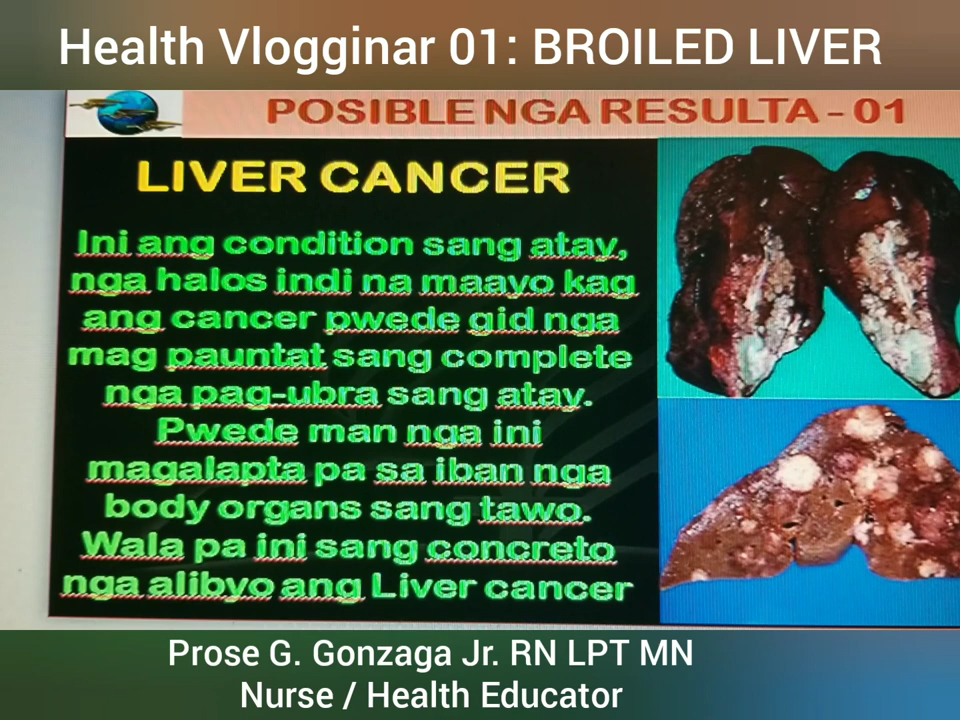 Health Vlogginar 01: BROILED LIVER
POSIBLE NGA RESULTA - 01
LIVER CANCER
Ini ang condition sang atay,
nga halos indi na maayo kag
ang cancer pwede gid nga
mag pauntat sang complete
nga pag-ubra sang atay.
Pwede man nga ini
magalapta pa sa iban nga
body organs sang tawo.
Wala pa ini sang concreto
nga alibyo ang Liver cancer
Prose G. Gonzaga Jr. RN LPT MN
Nurse / Health Educator